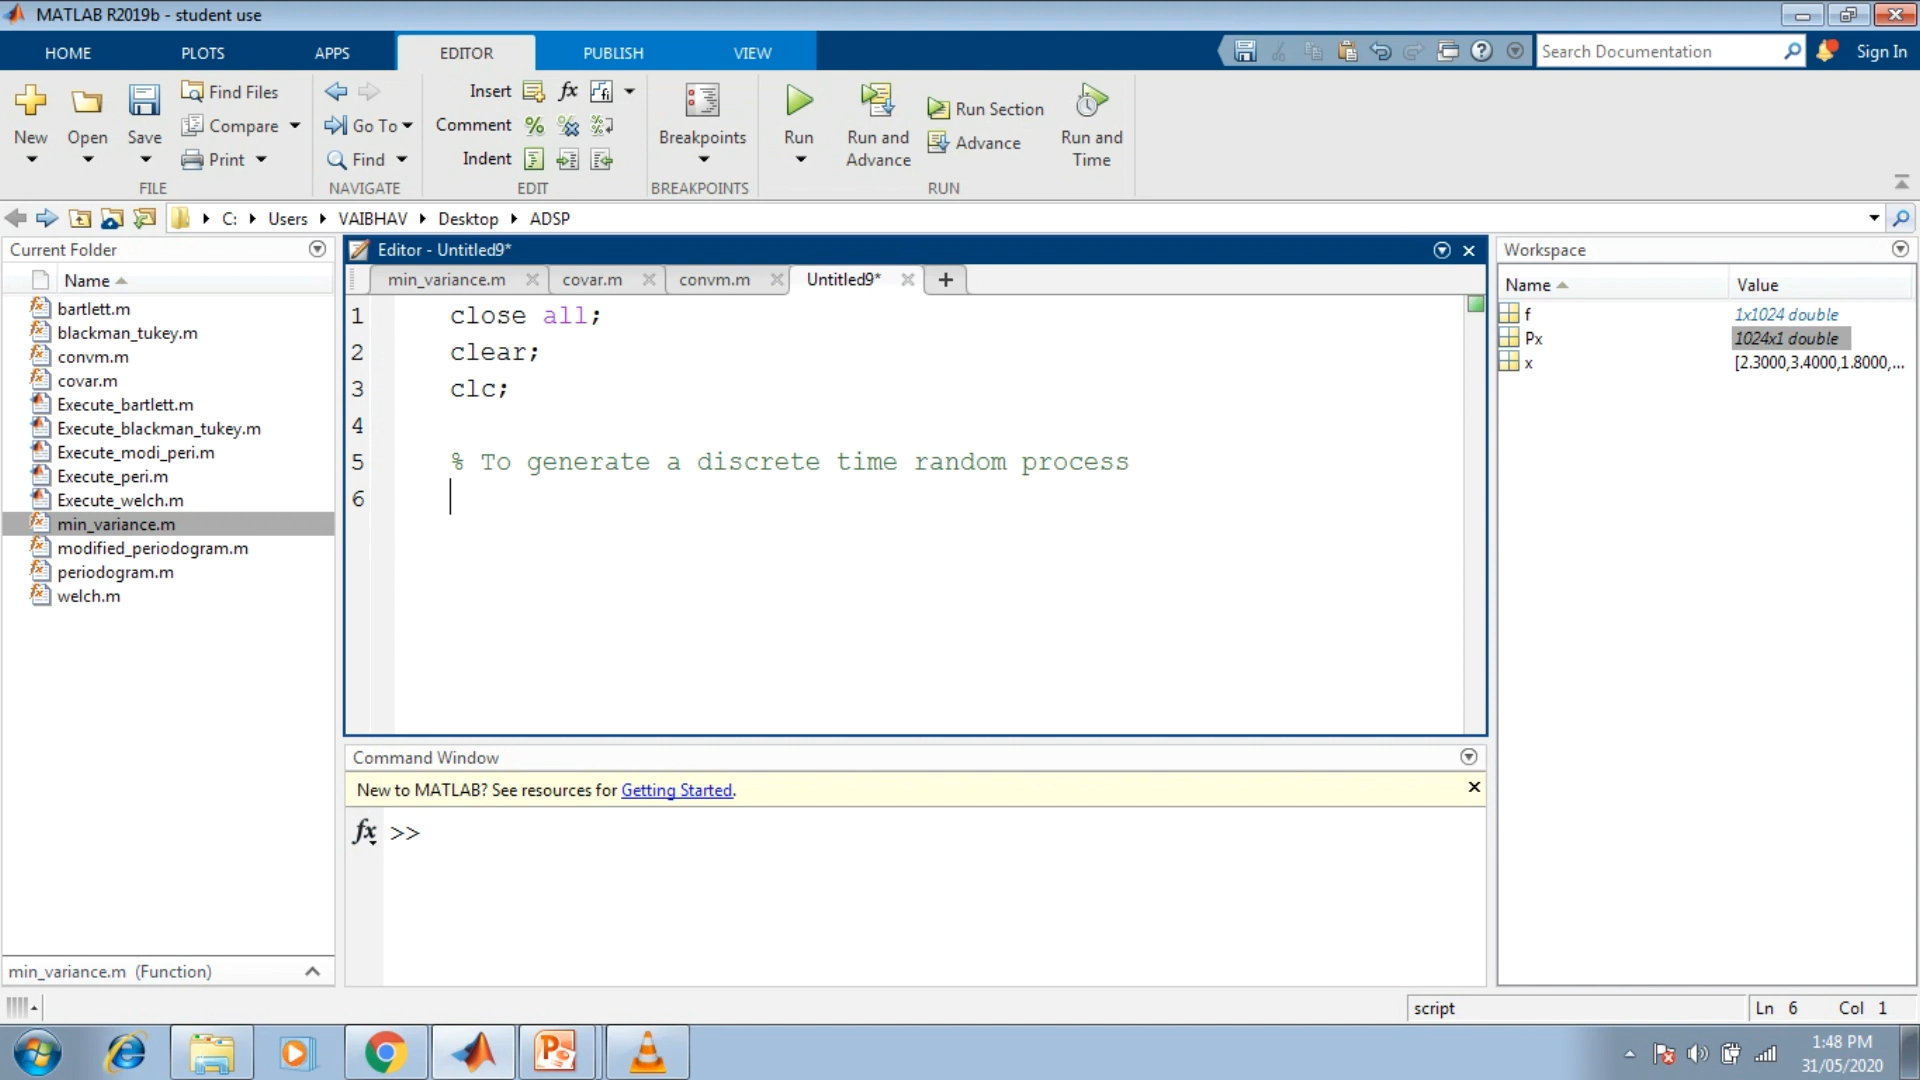 MATLAB R2019b - student use
HOME PLOTS APPS EDITOR PUBLISH VIEW Search Documentation Sign In
New Open Save Find Files Compare Print FILE
Go To Find NAVIGATE
Insert fx Comment Indent EDIT
Breakpoints BREAKPOINTS
Run Run and Advance Run Section Advance Run and Time RUN
C: Users VAIBHAV Desktop ADSP
Current Folder
Name
bartlett.m
blackman_tukey.m
convm.m
covar.m
Execute_bartlett.m
Execute_blackman_tukey.m
Execute_modi_peri.m
Execute_peri.m
Execute_welch.m
min_variance.m
modified_periodogram.m
periodogram.m
welch.m
min_variance.m (Function)
Editor - Untitled9*
min_variance.m covar.m convm.m Untitled9* +
1 close all;
2 clear;
3 clc;
4
5 % To generate a discrete time random process
6
Command Window
New to MATLAB? See resources for Getting Started.
fx >>
Workspace
Name Value
f 1x1024 double
Px 1024x1 double
x [2.3000,3.4000,1.8000,...
script Ln 6 Col 1
1:48 PM
31/05/2020